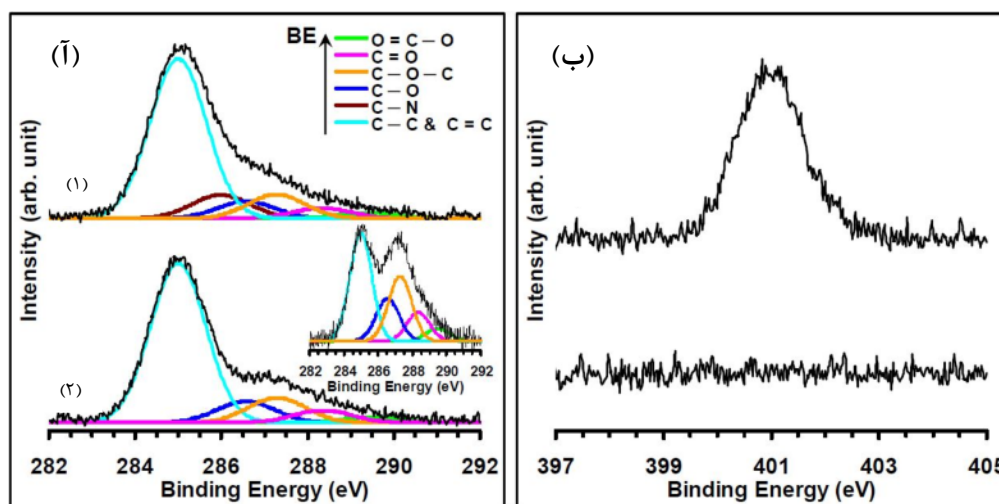 (آ)
BE
O = C – O
C = O
C – O – C
C – O
C – N
C – C & C = C
(۱)
(۲)
Intensity (arb. unit)
282 284 286 288 290 292
Binding Energy (eV)
282 284 286 288 290 292
Binding Energy (eV)
(ب)
Intensity (arb. unit)
397 399 401 403 405
Binding Energy (eV)